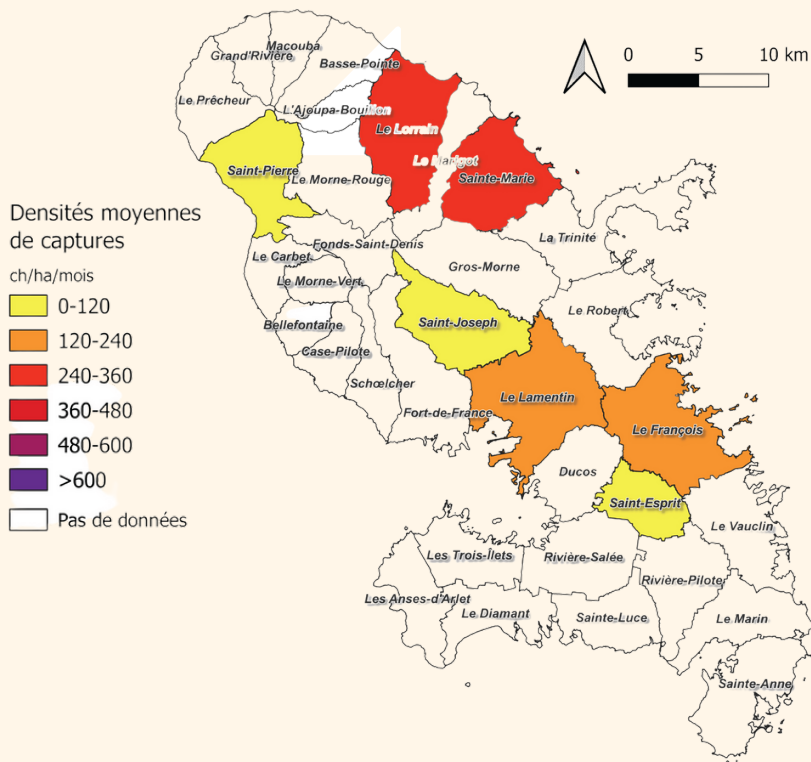 0 5 10 km
Macouba
Grand'Rivière
Basse-Pointe
Le Prêcheur
L'Ajoupa-Bouillon
Le Lorrain
Le Marigot
Saint-Pierre
Le Morne-Rouge
Sainte-Marie
Densités moyennes
de captures
ch/ha/mois
0-120
120-240
240-360
360-480
480-600
>600
Pas de données
Fonds-Saint-Denis
La Trinité
Le Carbet
Gros-Morne
Le Morne-Vert
Le Robert
Bellefontaine
Saint-Joseph
Case-Pilote
Schœlcher
Le Lamentin
Fort-de-France
Le François
Ducos
Saint-Esprit
Le Vauclin
Les Trois-Îlets
Rivière-Salée
Rivière-Pilote
Les Anses-d'Arlet
Le Diamant
Sainte-Luce
Le Marin
Sainte-Anne